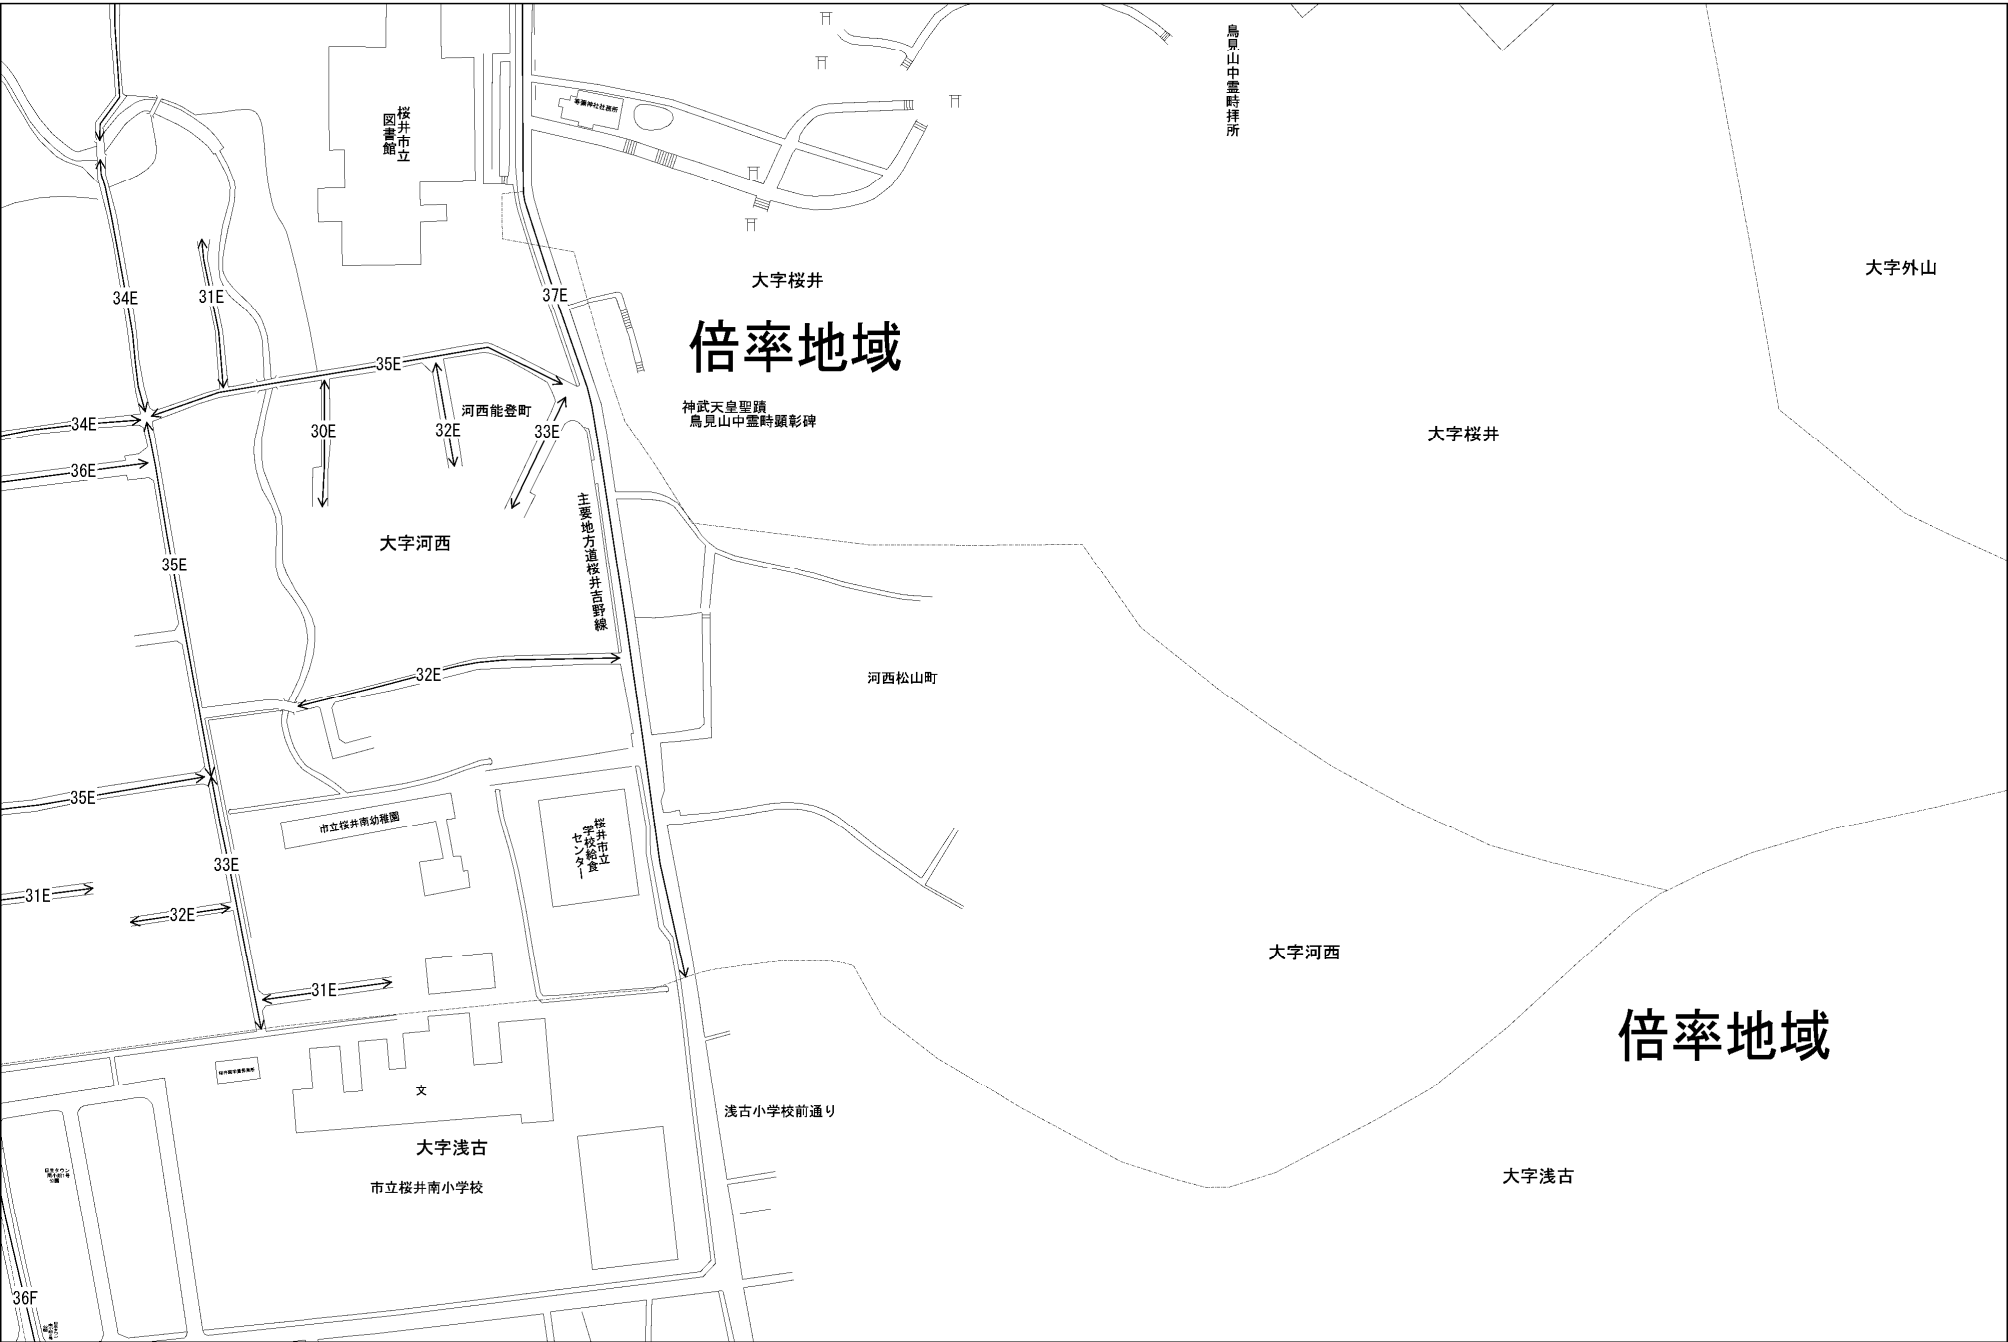 鳥見山中霊畤拝所
等彌神社社務所
桜井市立
図書館
大字桜井
大字外山
34E
31E
37E
倍率地域
35E
神武天皇聖蹟
鳥見山中霊畤顕彰碑
河西能登町
34E
30E
32E
33E
大字桜井
36E
主要地方道桜井吉野線
大字河西
35E
32E
河西松山町
35E
市立桜井南幼稚園
桜井市立
学校給食
センター
33E
31E
32E
大字河西
31E
倍率地域
文
浅古小学校前通り
大字浅古
大字浅古
市立桜井南小学校
36F